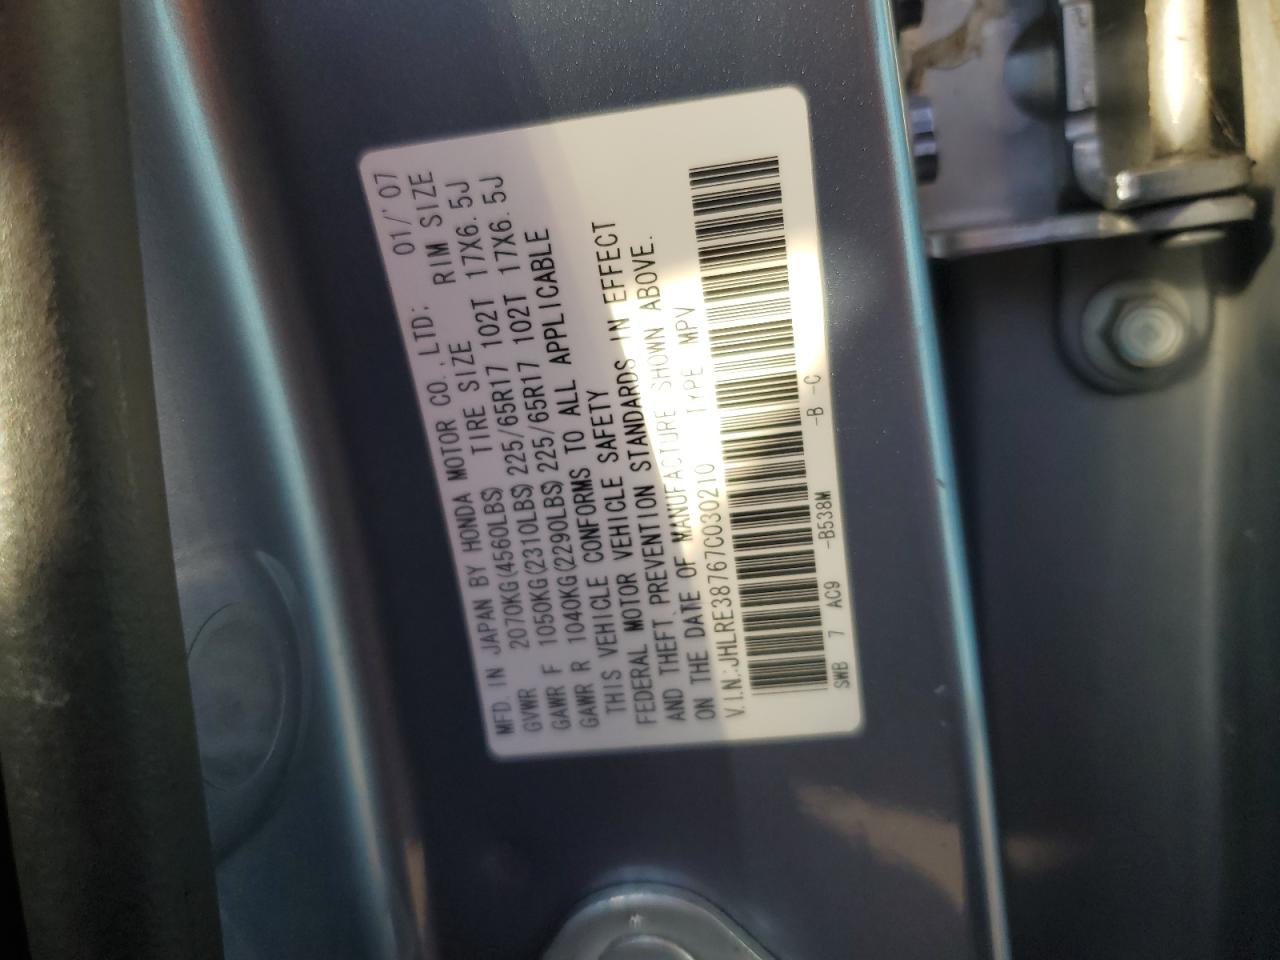 MFD. IN JAPAN BY HONDA MOTOR CO., LTD: 01/'07
GVWR 2070KG(4560LBS) TIRE SIZE RIM SIZE
GAWR F 1050KG(2310LBS)225/65R17 102T 17X6.5J
GAWR R 1040KG(2290LBS)225/65R17 102T 17X6.5J
THIS VEHICLE CONFORMS TO ALL APPLICABLE
FEDERAL MOTOR VEHICLE SAFETY
AND THEFT PREVENTION STANDARDS IN EFFECT
ON THE DATE OF MANUFACTURE SHOWN ABOVE.
V.I.N.:JHLRE38767C030210 TYPE MPV
SWB 7 AC9 -B538M -B -C